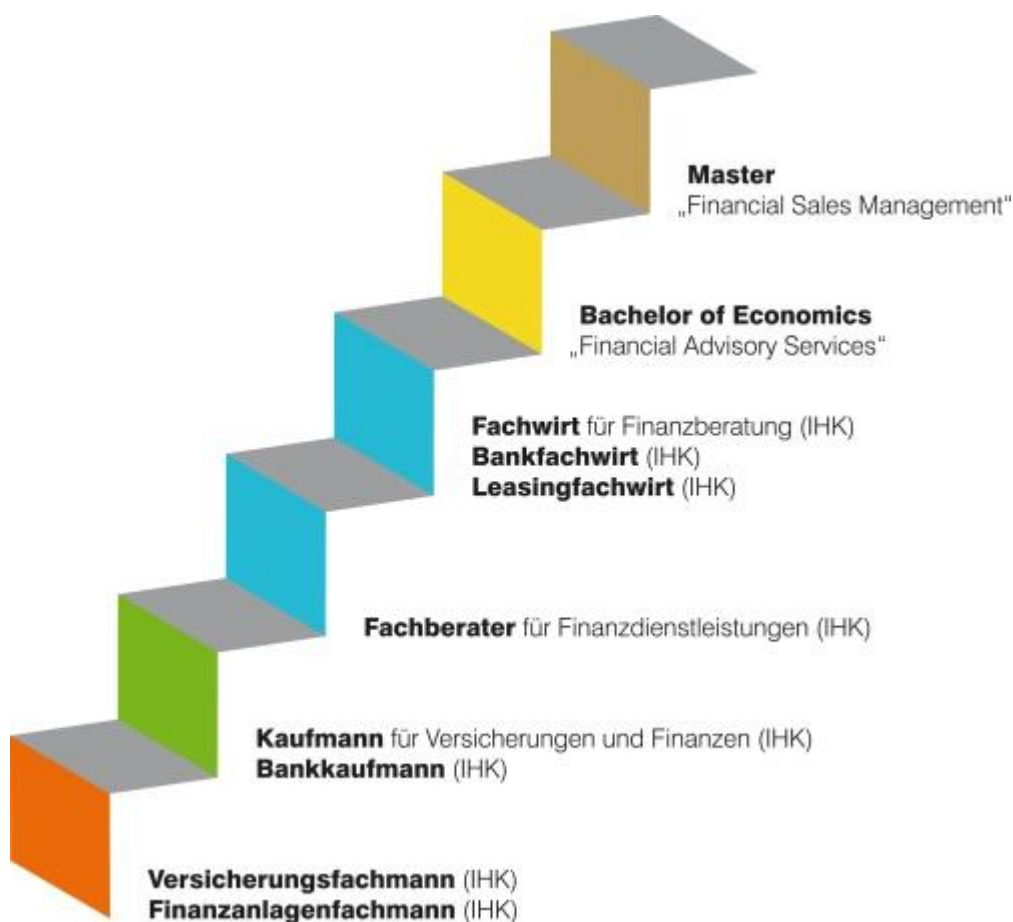 Master
„Financial Sales Management“
Bachelor of Economics
„Financial Advisory Services“
Fachwirt für Finanzberatung (IHK)
Bankfachwirt (IHK)
Leasingfachwirt (IHK)
Fachberater für Finanzdienstleistungen (IHK)
Kaufmann für Versicherungen und Finanzen (IHK)
Bankkaufmann (IHK)
Versicherungsfachmann (IHK)
Finanzanlagenfachmann (IHK)